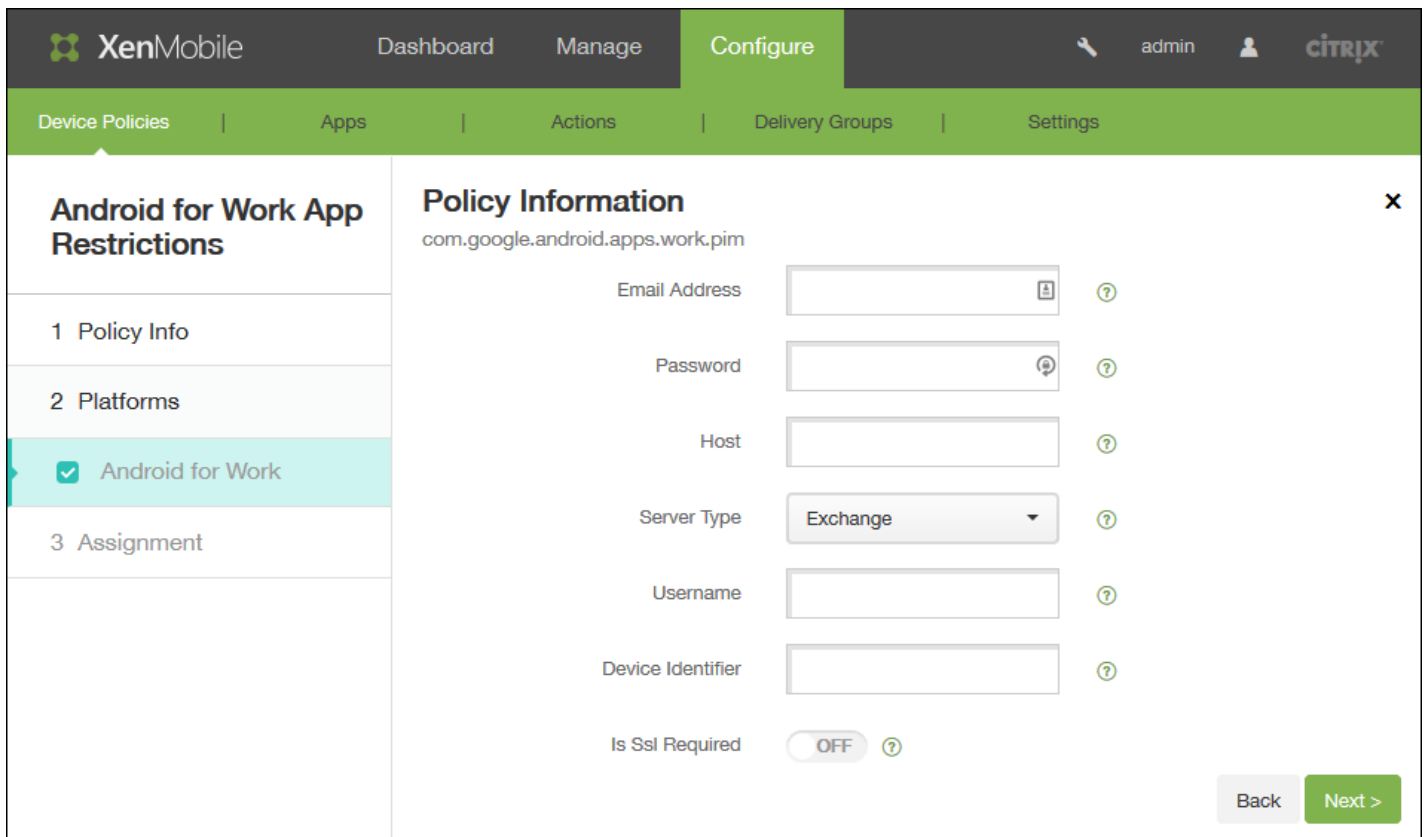 XenMobile Dashboard Manage Configure admin CİTRIX
Device Policies | Apps | Actions | Delivery Groups | Settings
Android for Work App
Restrictions
1 Policy Info
2 Platforms
Android for Work
3 Assignment
Policy Information
com.google.android.apps.work.pim
Email Address
Password
Host
Server Type Exchange
Username
Device Identifier
Is Ssl Required OFF
Back Next >